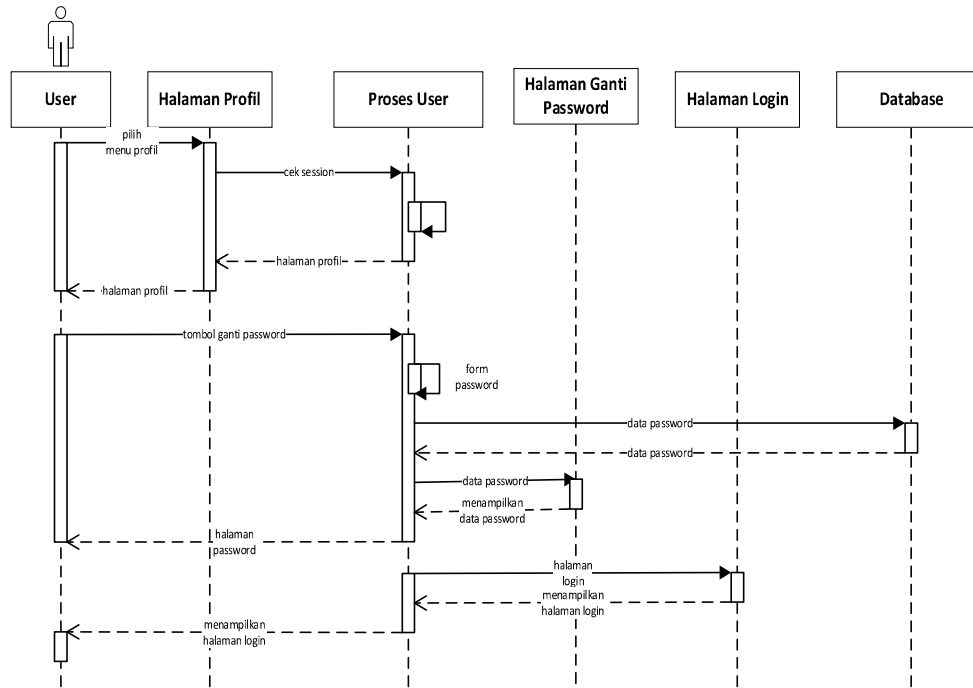 User
Halaman Profil
Proses User
Halaman Ganti
Password
Halaman Login
Database
pilih
menu profil
cek session
halaman profil
halaman profil
tombol ganti password
form
password
data password
data password
data password
menampilkan
data password
halaman
password
halaman
login
menampilkan
halaman login
menampilkan
halaman login